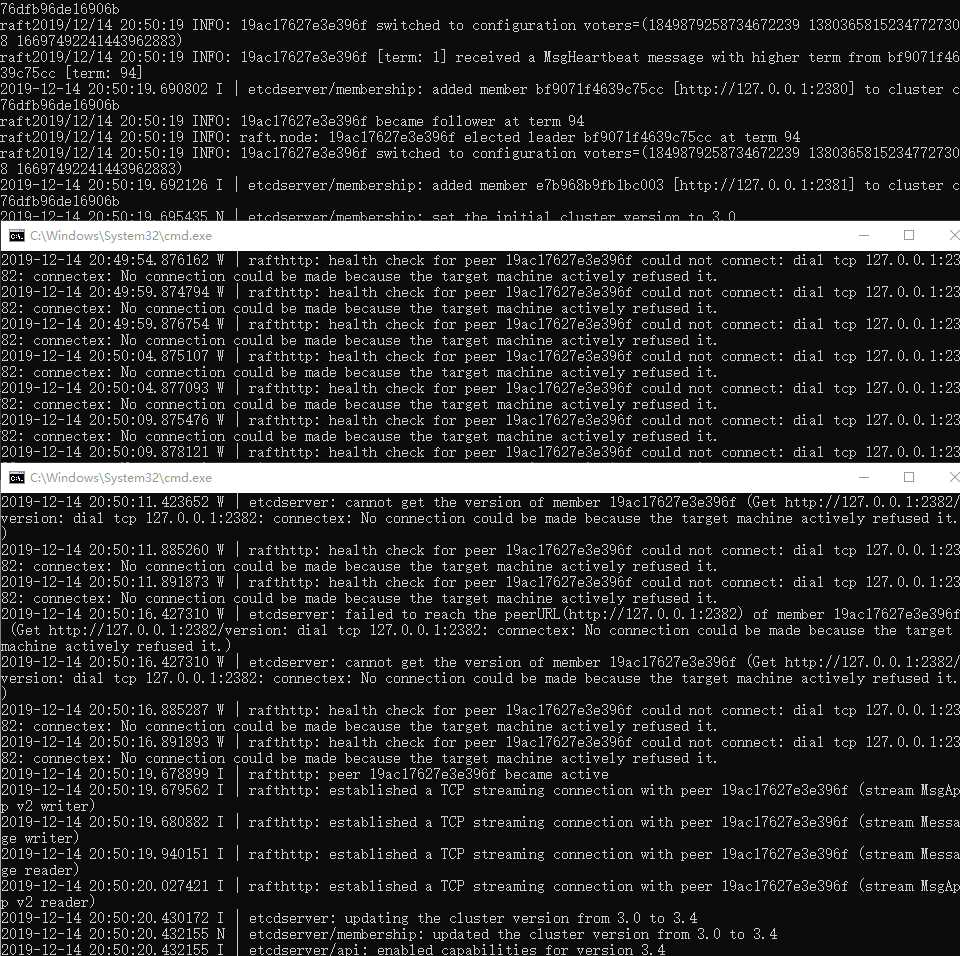 76dfb96de16906b
raft2019/12/14 20:50:19 INFO: 19ac17627e3e396f switched to configuration voters=(1849879258734672239 1380365815234772730
8 16697492241443962883)
raft2019/12/14 20:50:19 INFO: 19ac17627e3e396f [term: 1] received a MsgHeartbeat message with higher term from bf9071f46
39c75cc [term: 94]
2019-12-14 20:50:19.690802 I | etcdserver/membership: added member bf9071f4639c75cc [http://127.0.0.1:2380] to cluster c
76dfb96de16906b
raft2019/12/14 20:50:19 INFO: 19ac17627e3e396f became follower at term 94
raft2019/12/14 20:50:19 INFO: raft.node: 19ac17627e3e396f elected leader bf9071f4639c75cc at term 94
raft2019/12/14 20:50:19 INFO: 19ac17627e3e396f switched to configuration voters=(1849879258734672239 1380365815234772730
8 16697492241443962883)
2019-12-14 20:50:19.692126 I | etcdserver/membership: added member e7b968b9fb1bc003 [http://127.0.0.1:2381] to cluster c
76dfb96de16906b
2019-12-14 20:50:19.695435 N | etcdserver/membership: set the initial cluster version to 3.0
C:\Windows\System32\cmd.exe
2019-12-14 20:49:54.876162 W | rafthttp: health check for peer 19ac17627e3e396f could not connect: dial tcp 127.0.0.1:23
82: connectex: No connection could be made because the target machine actively refused it.
2019-12-14 20:49:59.874794 W | rafthttp: health check for peer 19ac17627e3e396f could not connect: dial tcp 127.0.0.1:23
82: connectex: No connection could be made because the target machine actively refused it.
2019-12-14 20:49:59.876754 W | rafthttp: health check for peer 19ac17627e3e396f could not connect: dial tcp 127.0.0.1:23
82: connectex: No connection could be made because the target machine actively refused it.
2019-12-14 20:50:04.875107 W | rafthttp: health check for peer 19ac17627e3e396f could not connect: dial tcp 127.0.0.1:23
82: connectex: No connection could be made because the target machine actively refused it.
2019-12-14 20:50:04.877093 W | rafthttp: health check for peer 19ac17627e3e396f could not connect: dial tcp 127.0.0.1:23
82: connectex: No connection could be made because the target machine actively refused it.
2019-12-14 20:50:09.875476 W | rafthttp: health check for peer 19ac17627e3e396f could not connect: dial tcp 127.0.0.1:23
82: connectex: No connection could be made because the target machine actively refused it.
2019-12-14 20:50:09.878121 W | rafthttp: health check for peer 19ac17627e3e396f could not connect: dial tcp 127.0.0.1:23
C:\Windows\System32\cmd.exe
2019-12-14 20:50:11.423652 W | etcdserver: cannot get the version of member 19ac17627e3e396f (Get http://127.0.0.1:2382/
version: dial tcp 127.0.0.1:2382: connectex: No connection could be made because the target machine actively refused it.
)
2019-12-14 20:50:11.885260 W | rafthttp: health check for peer 19ac17627e3e396f could not connect: dial tcp 127.0.0.1:23
82: connectex: No connection could be made because the target machine actively refused it.
2019-12-14 20:50:11.891873 W | rafthttp: health check for peer 19ac17627e3e396f could not connect: dial tcp 127.0.0.1:23
82: connectex: No connection could be made because the target machine actively refused it.
2019-12-14 20:50:16.427310 W | etcdserver: failed to reach the peerURL(http://127.0.0.1:2382) of member 19ac17627e3e396f
(Get http://127.0.0.1:2382/version: dial tcp 127.0.0.1:2382: connectex: No connection could be made because the target
machine actively refused it.)
2019-12-14 20:50:16.427310 W | etcdserver: cannot get the version of member 19ac17627e3e396f (Get http://127.0.0.1:2382/
version: dial tcp 127.0.0.1:2382: connectex: No connection could be made because the target machine actively refused it.
)
2019-12-14 20:50:16.885287 W | rafthttp: health check for peer 19ac17627e3e396f could not connect: dial tcp 127.0.0.1:23
82: connectex: No connection could be made because the target machine actively refused it.
2019-12-14 20:50:16.891893 W | rafthttp: health check for peer 19ac17627e3e396f could not connect: dial tcp 127.0.0.1:23
82: connectex: No connection could be made because the target machine actively refused it.
2019-12-14 20:50:19.678899 I | rafthttp: peer 19ac17627e3e396f became active
2019-12-14 20:50:19.679562 I | rafthttp: established a TCP streaming connection with peer 19ac17627e3e396f (stream MsgAp
p v2 writer)
2019-12-14 20:50:19.680882 I | rafthttp: established a TCP streaming connection with peer 19ac17627e3e396f (stream Messa
ge writer)
2019-12-14 20:50:19.940151 I | rafthttp: established a TCP streaming connection with peer 19ac17627e3e396f (stream Messa
ge reader)
2019-12-14 20:50:20.027421 I | rafthttp: established a TCP streaming connection with peer 19ac17627e3e396f (stream MsgAp
p v2 reader)
2019-12-14 20:50:20.430172 I | etcdserver: updating the cluster version from 3.0 to 3.4
2019-12-14 20:50:20.432155 N | etcdserver/membership: updated the cluster version from 3.0 to 3.4
2019-12-14 20:50:20.432155 I | etcdserver/api: enabled capabilities for version 3.4